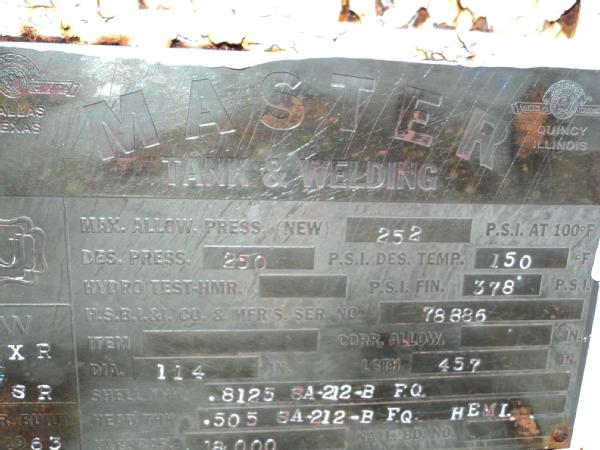 DALLAS TEXAS
MASTER
QUINCY ILLINOIS
TANK & WELDING
U
MAX. ALLOW. PRESS. (NEW) 252 P.S.I. AT 100°F
DES. PRESS. 250 P.S.I. DES. TEMP. 150 °F
HYDRO TEST-HMR. P.S.I. FIN. 378 P.S.I.
H.S.B.I.&I. CO. & MFR'S. SER. NO. 78886
W
ITEM CORR. ALLOW. IN.
X R
DIA. 114 IN. LGTH 457 IN.
S R
SHELL THK. .8125 SA-212-B F.Q.
HEAD THK. .505 SA-212-B FQ. HEMI.
R. BUILT
1963
18,000 NAT'L. BD. NO.